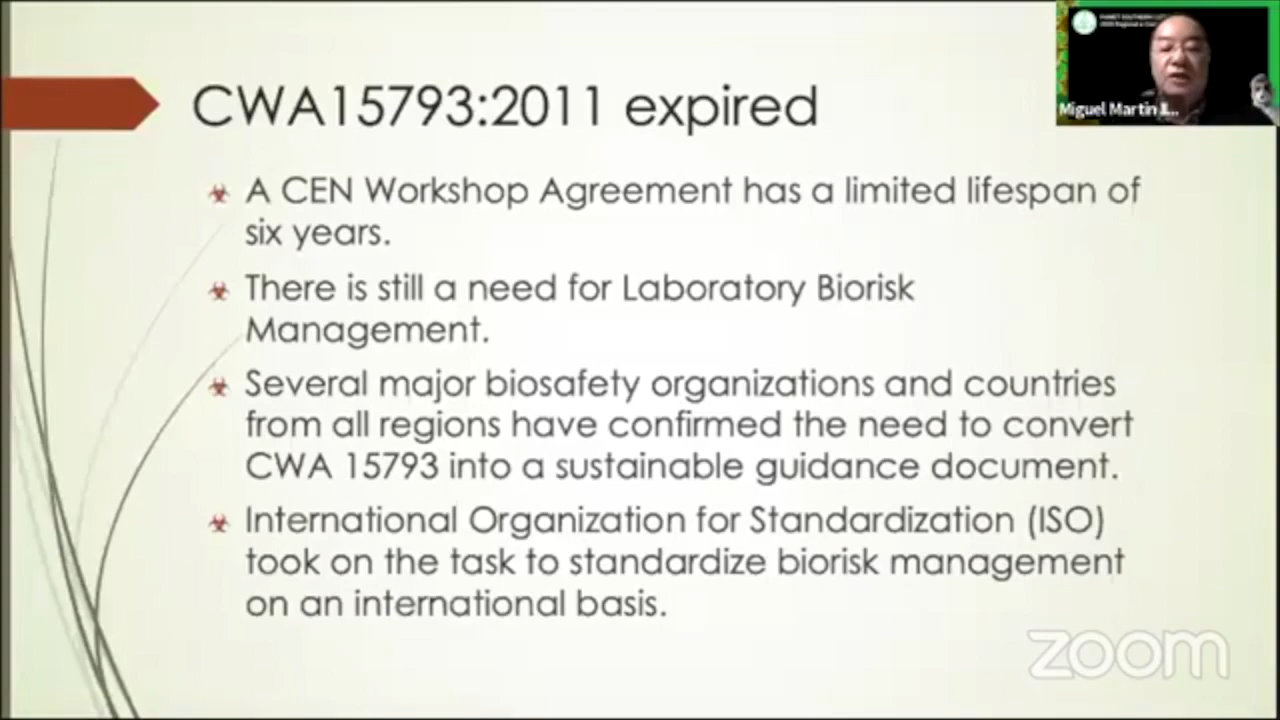 CWA15793:2011 expired
Miguel Martin
A CEN Workshop Agreement has a limited lifespan of
six years.
There is still a need for Laboratory Biorisk
Management.
Several major biosafety organizations and countries
from all regions have confirmed the need to convert
CWA 15793 into a sustainable guidance document.
International Organization for Standardization (ISO)
took on the task to standardize biorisk management
on an international basis.
zoom